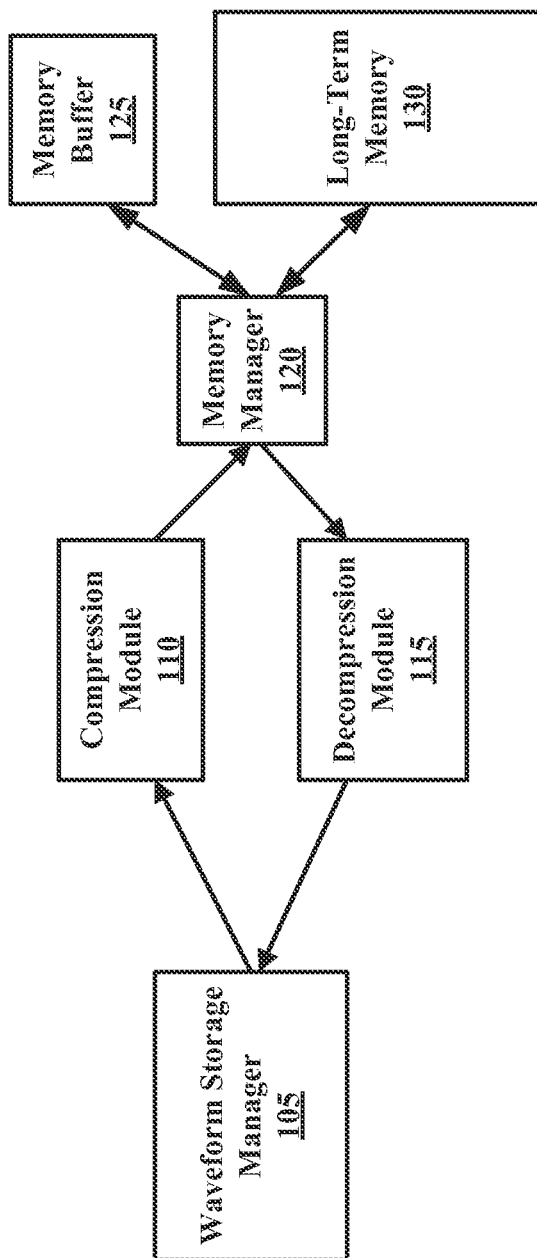 Waveform Storage
Manager
105
Compression
Module
110
Decompression
Module
115
Memory
Manager
120
Memory
Buffer
125
Long-Term
Memory
130